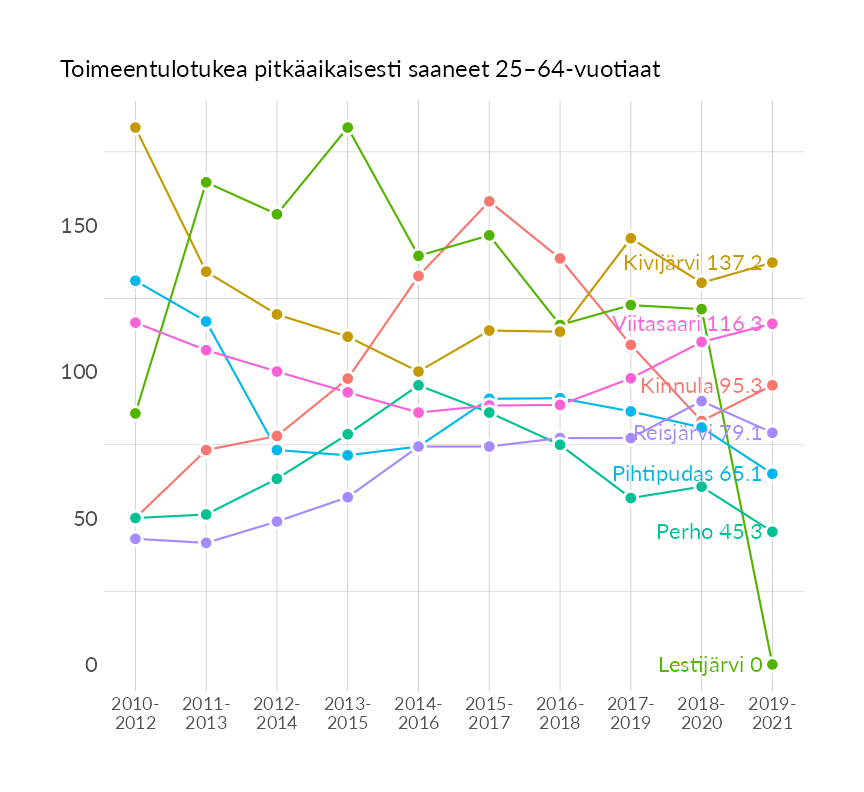 Toimeentulotukea pitkäaikaisesti saaneet 25–64-vuotiaat
150
100
50
0
Kivijärvi 137.2
Viitasaari 116.3
Kinnula 95.3
Reisjärvi 79.1
Pihtipudas 65.1
Perho 45.3
Lestijärvi 0
2010- 2011- 2012- 2013- 2014- 2015- 2016- 2017- 2018- 2019-
2012 2013 2014 2015 2016 2017 2018 2019 2020 2021